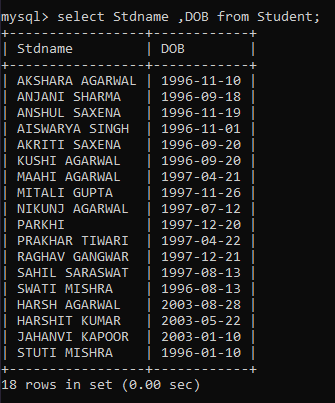 mysql> select Stdname ,DOB from Student;
+-----------------+------------+
| Stdname         | DOB        |
+-----------------+------------+
| AKSHARA AGARWAL | 1996-11-10 |
| ANJANI SHARMA   | 1996-09-18 |
| ANSHUL SAXENA   | 1996-11-19 |
| AISWARYA SINGH  | 1996-11-01 |
| AKRITI SAXENA   | 1996-09-20 |
| KUSHI AGARWAL   | 1996-09-20 |
| MAAHI AGARWAL   | 1997-04-21 |
| MITALI GUPTA    | 1997-11-26 |
| NIKUNJ AGARWAL  | 1997-07-12 |
| PARKHI          | 1997-12-20 |
| PRAKHAR TIWARI  | 1997-04-22 |
| RAGHAV GANGWAR  | 1997-12-21 |
| SAHIL SARASWAT  | 1997-08-13 |
| SWATI MISHRA    | 1996-08-13 |
| HARSH AGARWAL   | 2003-08-28 |
| HARSHIT KUMAR   | 2003-05-22 |
| JAHANVI KAPOOR  | 2003-01-10 |
| STUTI MISHRA    | 1996-01-10 |
+-----------------+------------+
18 rows in set (0.00 sec)